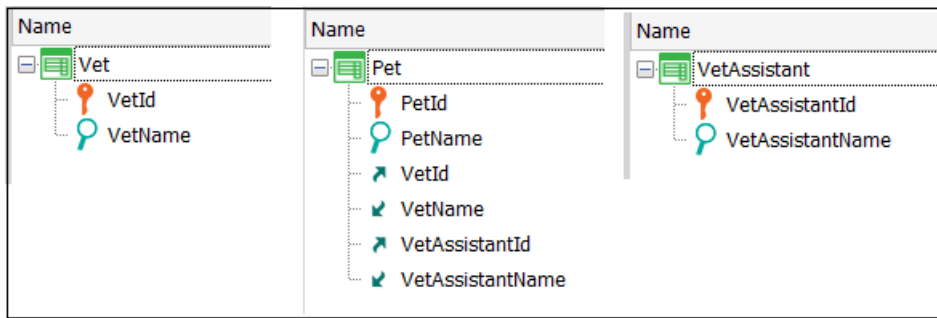 Name
Vet
VetId
VetName
Name
Pet
PetId
PetName
VetId
VetName
VetAssistantId
VetAssistantName
Name
VetAssistant
VetAssistantId
VetAssistantName